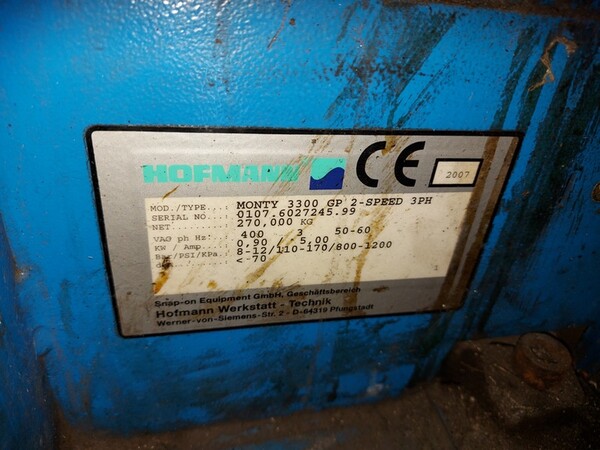 HOFMANN CE 2007
MOD./TYPE..: MONTY 3300 GP 2-SPEED 3PH
SERIAL NO..: 0107.6027245.99
NET........: 270,000 KG
VAC ph Hz: 400 3 50-60
KW / Amp...: 0.90 / 5,00
Bar/PSI/KPa.: 8-12/110-170/800-1200
<-70
Snap-on Equipment GmbH, Geschäftsbereich
Hofmann Werkstatt - Technik
Werner-von-Siemens-Str. 2 - D-64319 Pfungstadt